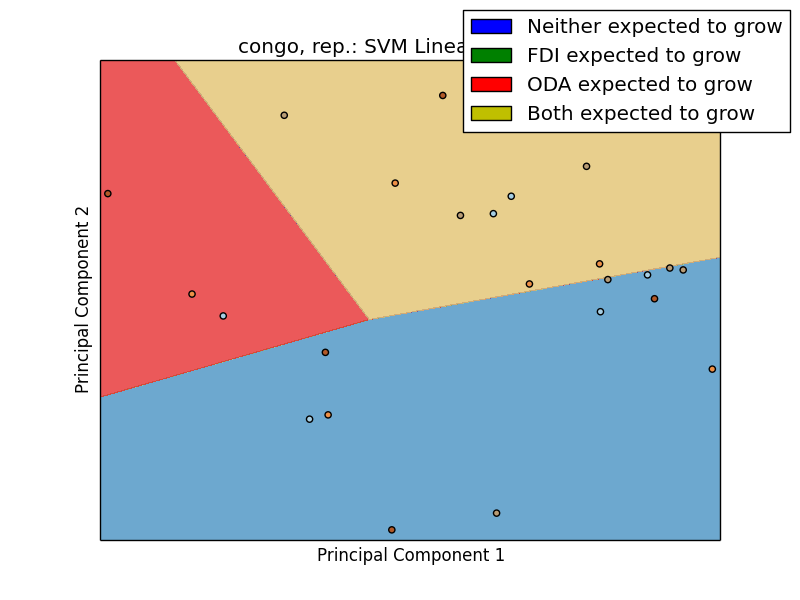 congo, rep.: SVM Linea
Neither expected to grow
FDI expected to grow
ODA expected to grow
Both expected to grow
Principal Component 2
Principal Component 1